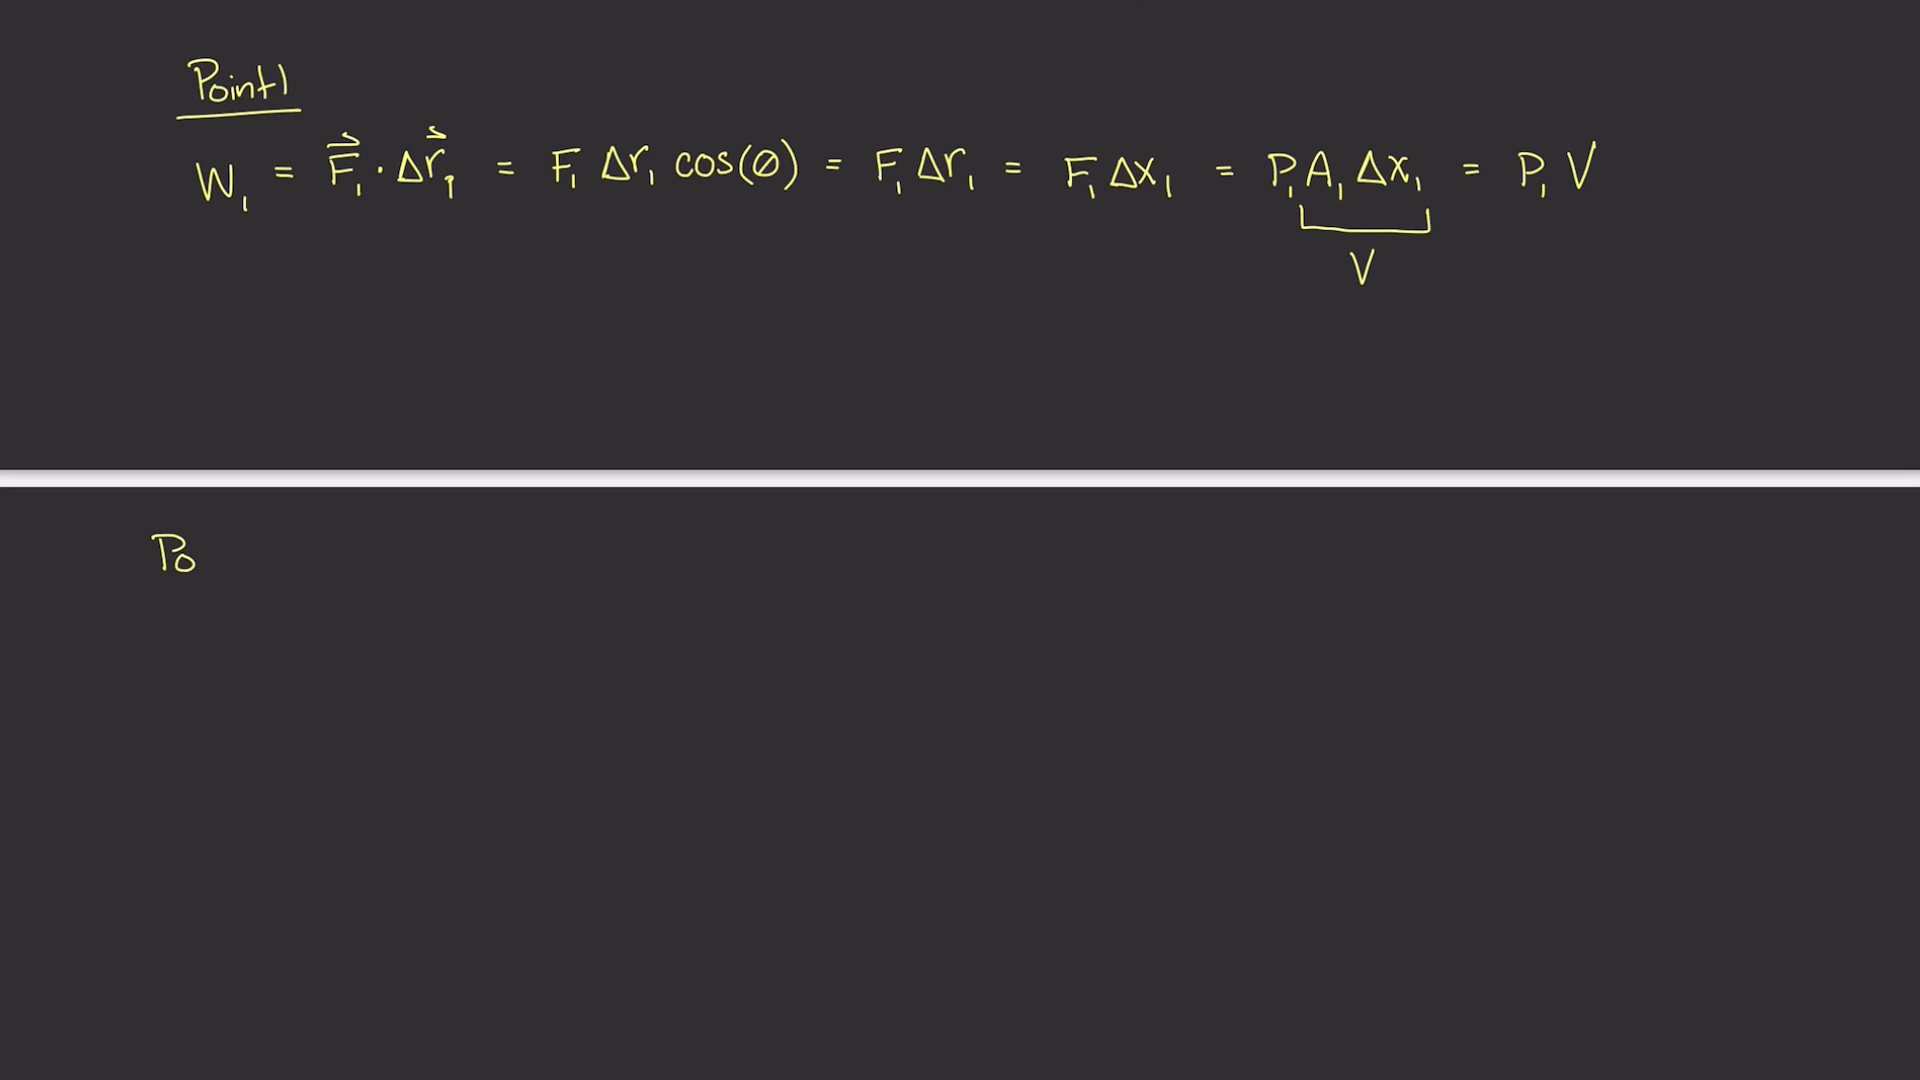 Point 1
W₁ = F⃗₁ · Δr⃗₁ = F₁ Δr₁ cos(0) = F₁ Δr₁ = F₁ Δx₁ = P₁ A₁ Δx₁ = P₁ V
V
Po